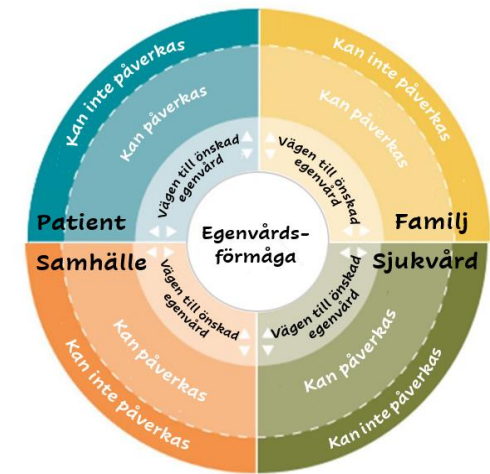 Kan inte påverkas
Kan påverkas
Vägen till önskad
egenvård
Patient
Kan inte påverkas
Kan påverkas
Vägen till önskad
egenvård
Familj
Egenvårds-
förmåga
Samhälle
Vägen till önskad
egenvård
Kan påverkas
Kan inte påverkas
Sjukvård
Vägen till önskad
egenvård
Kan påverkas
Kan inte påverkas